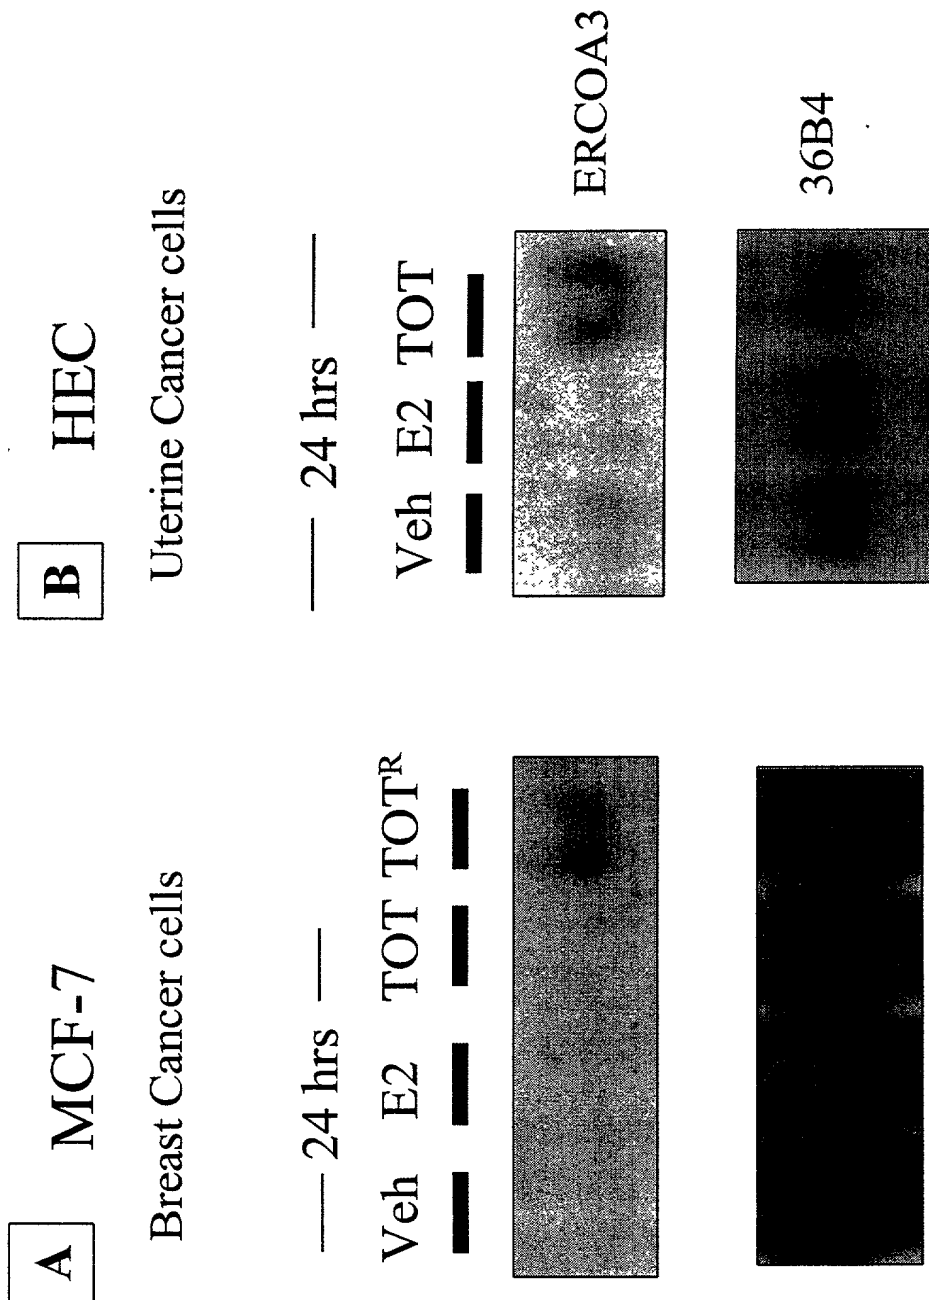 A
MCF-7
Breast Cancer cells
24 hrs
Veh E2 TOT TOTᴿ
B
HEC
Uterine Cancer cells
24 hrs
Veh E2 TOT
ERCOA3
36B4